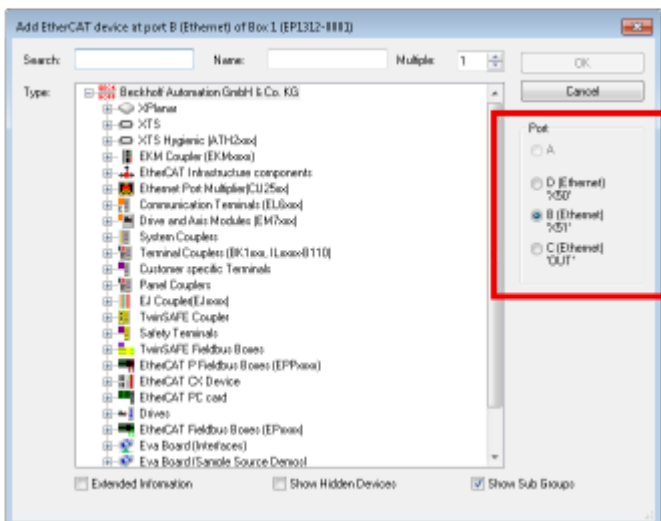 Add EtherCAT device at port B (Ethernet) of Box 1 (EP1312-0001)
Search: Name: Multiple: 1 OK
Type: Beckhoff Automation GmbH & Co. KG Cancel
XPlanar
XTS
XTS Hygienic (ATH2xxx)
EKM Coupler (EKMxxxx)
EtherCAT Infrastructure components
Ethernet Port Multiplier(CU25xx)
Communication Terminals (EL6xxx)
Drive and Axis Modules (EM7xxx)
System Couplers
Terminal Couplers (BK1xxx, ILxxxx-B110)
Customer specific Terminals
Panel Couplers
EJ Coupler(EJxxxx)
TwinSAFE Coupler
Safety Terminals
TwinSAFE Fieldbus Boxes
EtherCAT P Fieldbus Boxes (EPPxxxx)
EtherCAT CX Device
EtherCAT PC card
Drives
EtherCAT Fieldbus Boxes (EPxxxx)
Eva Board (Interfaces)
Eva Board (Sample Source Demos)
Port
A
D (Ethernet)
'X50'
B (Ethernet)
'X51'
C (Ethernet)
'OUT'
Extended Information Show Hidden Devices Show Sub Groups